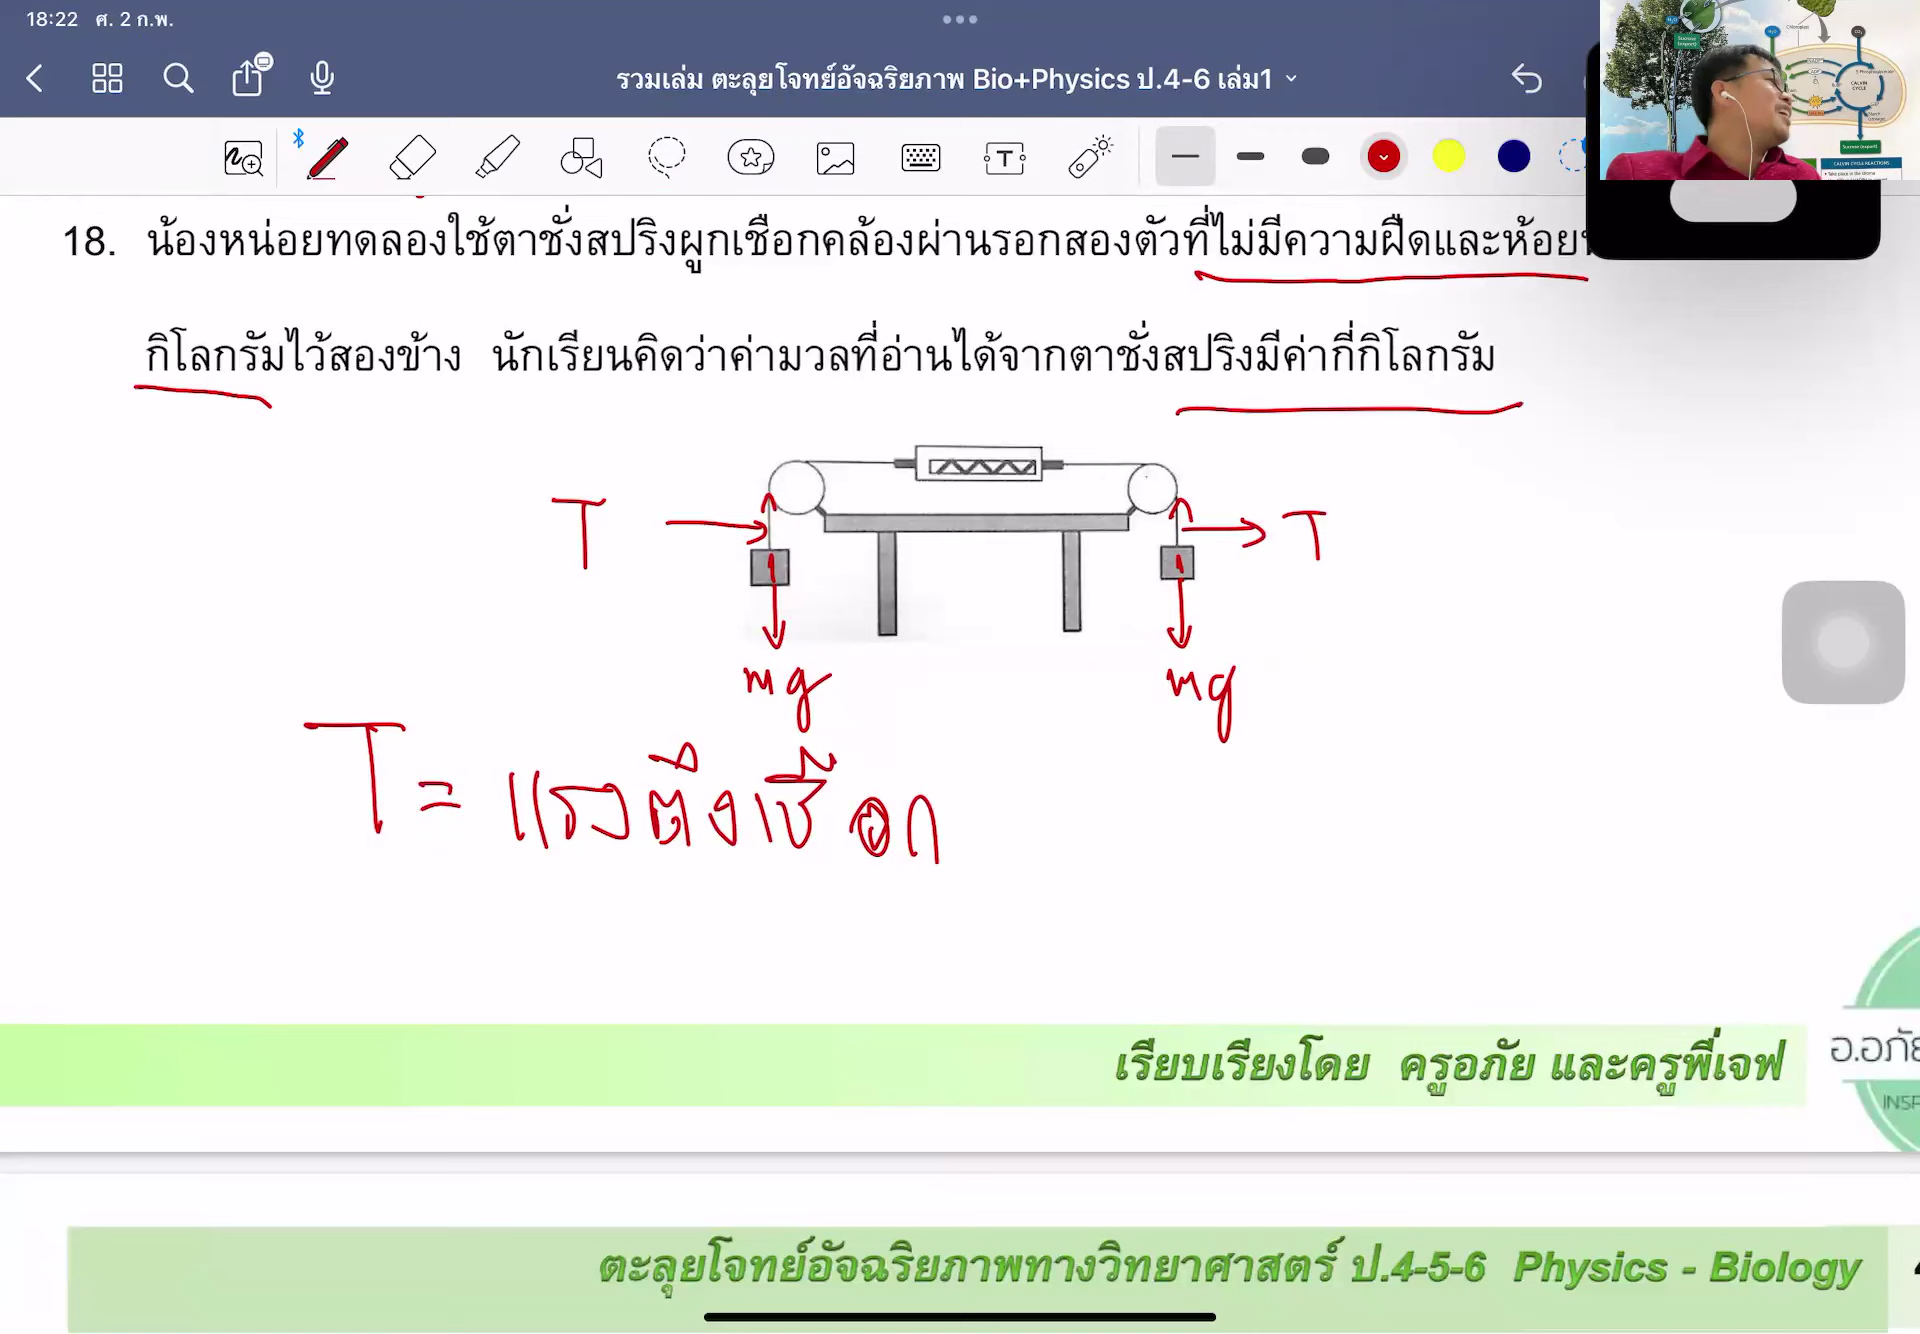 18:22 ศ. 2 ก.พ.
รวมเล่ม ตะลุยโจทย์อัจฉริยภาพ Bio+Physics ป.4-6 เล่ม1
18. น้องหน่อยทดลองใช้ตาชั่งสปริงผูกเชือกคล้องผ่านรอกสองตัวที่ไม่มีความฝืดและห้อย
กิโลกรัมไว้สองข้าง นักเรียนคิดว่าค่ามวลที่อ่านได้จากตาชั่งสปริงมีค่ากี่กิโลกรัม
T
T
mg
mg
T = แรงตึงเชือก
เรียบเรียงโดย ครูอภัย และครูพี่เจฟ
ตะลุยโจทย์อัจฉริยภาพทางวิทยาศาสตร์ ป.4-5-6 Physics - Biology